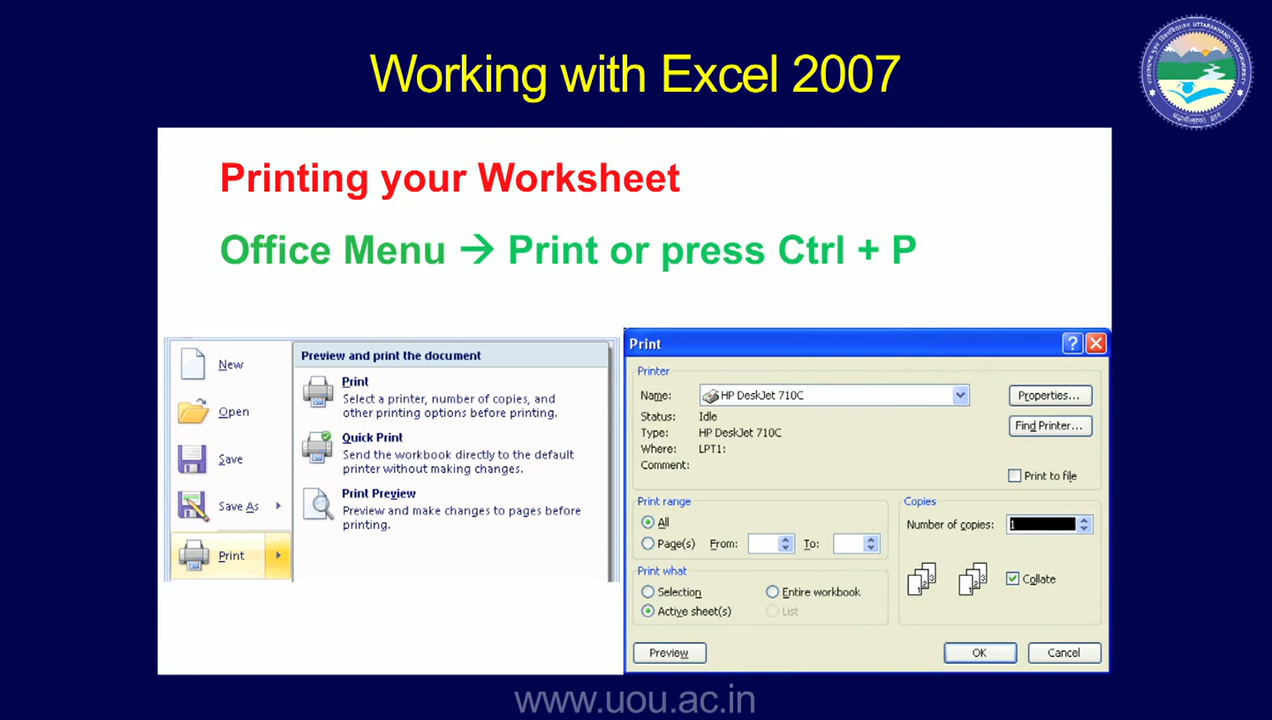 Working with Excel 2007
Printing your Worksheet
Office Menu → Print or press Ctrl + P
New
Open
Save
Save As
Print
Preview and print the document
Print
Select a printer, number of copies, and
other printing options before printing.
Quick Print
Send the workbook directly to the default
printer without making changes.
Print Preview
Preview and make changes to pages before
printing.
Print
Printer
Name: HP DeskJet 710C
Properties...
Status: Idle
Find Printer...
Type: HP DeskJet 710C
Where: LPT1:
Comment:
Print to file
Print range
All
Page(s) From: To:
Copies
Number of copies: 1
Collate
Print what
Selection Entire workbook
Active sheet(s) List
Preview OK Cancel
www.uou.ac.in